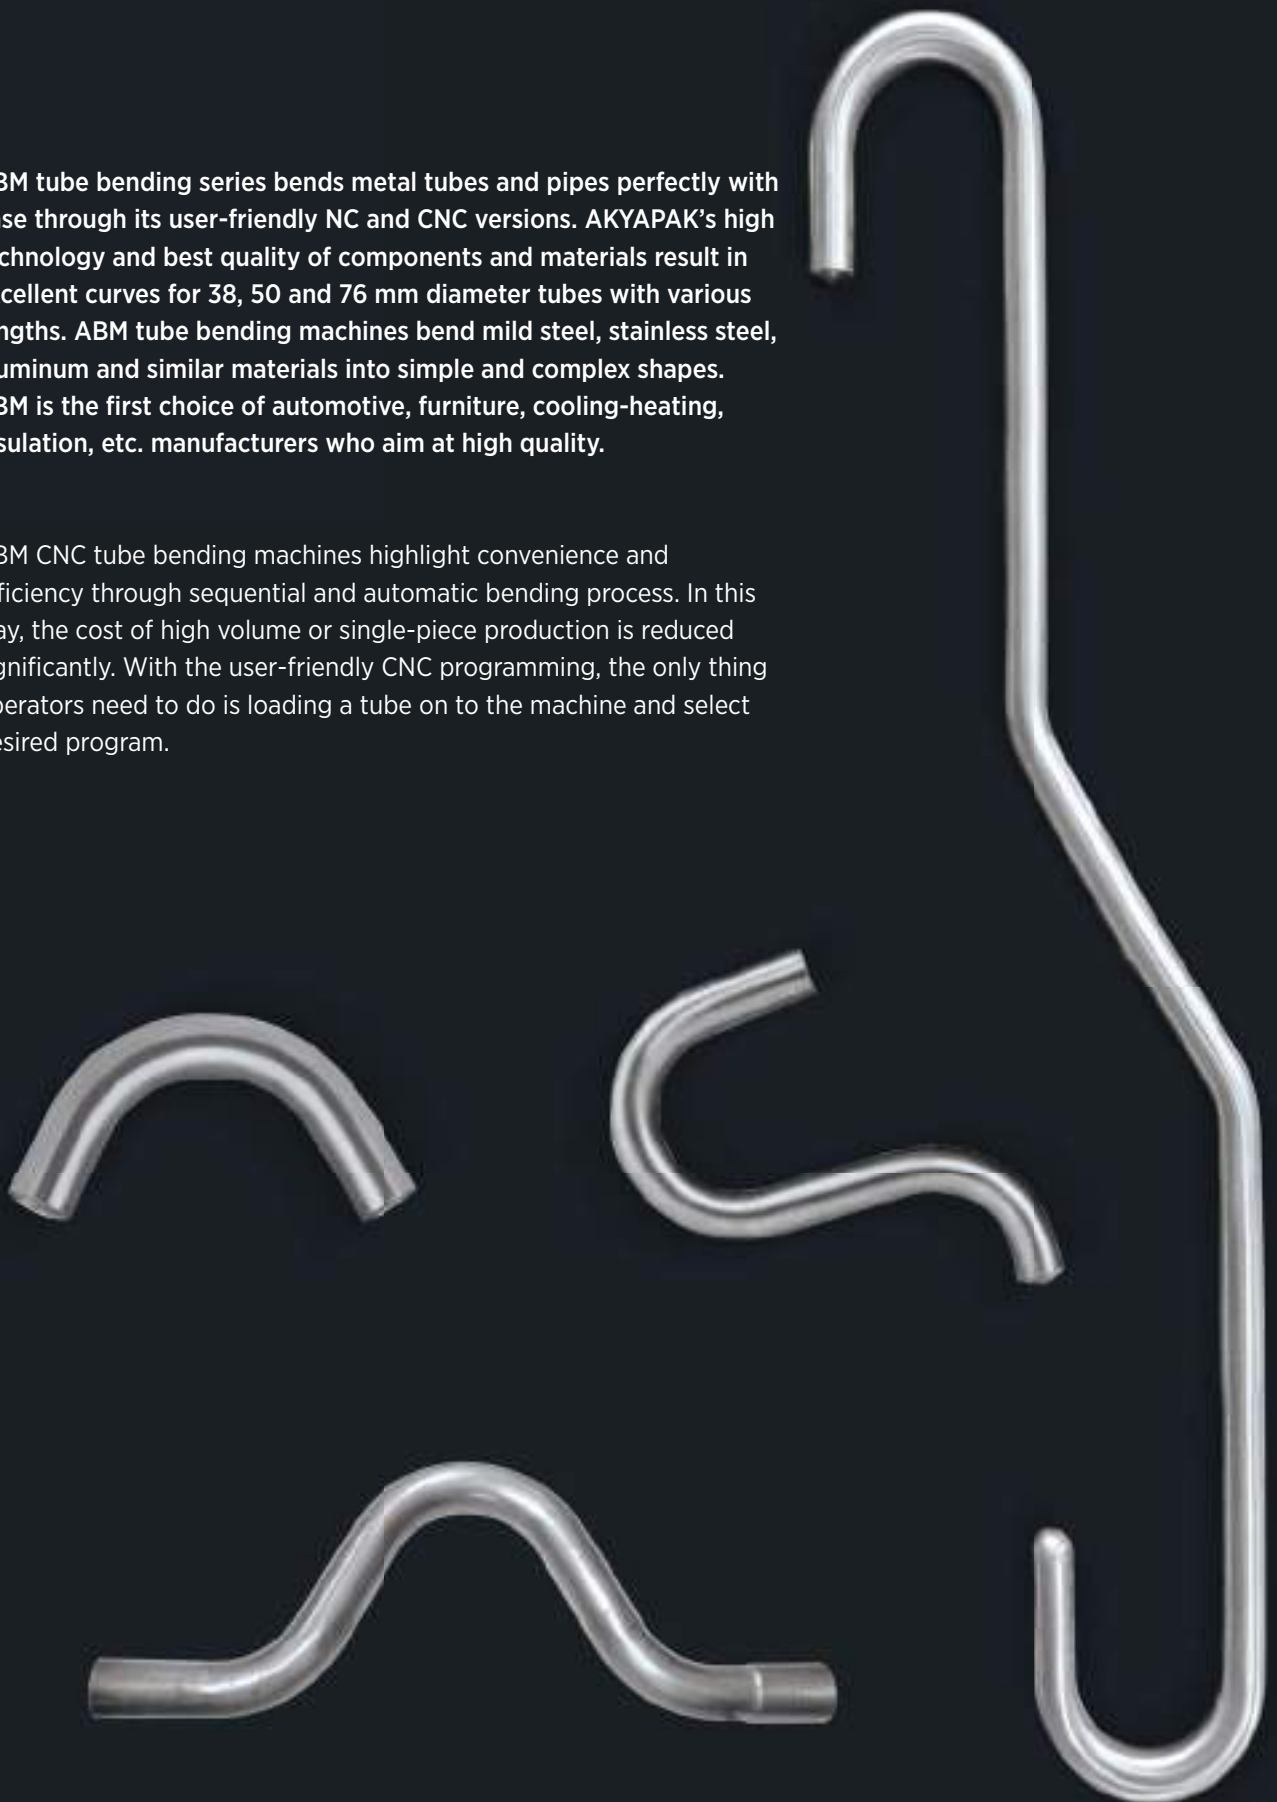 BM tube bending series bends metal tubes and pipes perfectly with
se through its user-friendly NC and CNC versions. AKYAPAK’s high
chnology and best quality of components and materials result in
cellent curves for 38, 50 and 76 mm diameter tubes with various
ngths. ABM tube bending machines bend mild steel, stainless steel,
uminum and similar materials into simple and complex shapes.
BM is the first choice of automotive, furniture, cooling-heating,
sulation, etc. manufacturers who aim at high quality.
BM CNC tube bending machines highlight convenience and
ficiency through sequential and automatic bending process. In this
ay, the cost of high volume or single-piece production is reduced
gnificantly. With the user-friendly CNC programming, the only thing
perators need to do is loading a tube on to the machine and select
esired program.